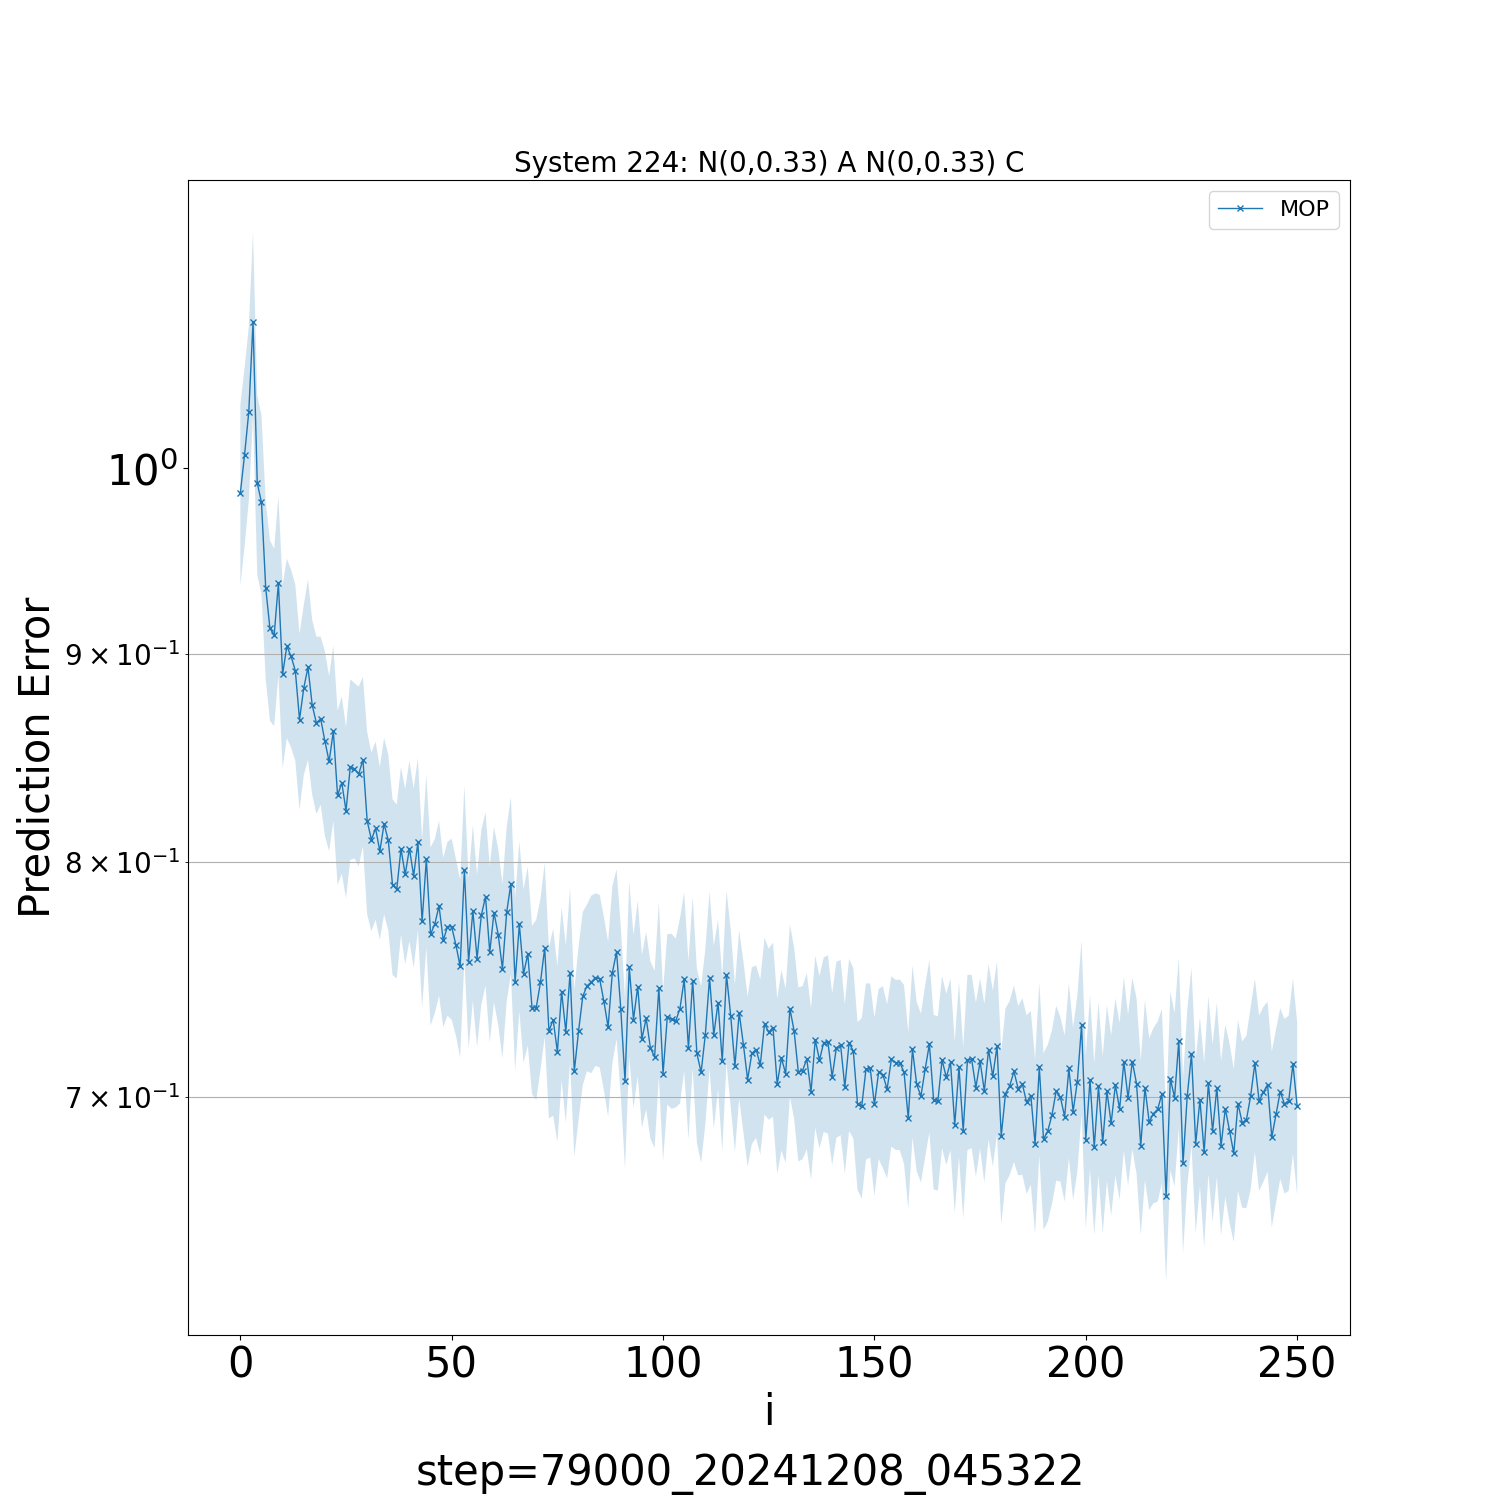 System 224: N(0,0.33) A N(0,0.33) C
MOP
Prediction Error
10⁰
9 × 10⁻¹
8 × 10⁻¹
7 × 10⁻¹
0 50 100 150 200 250
i
step=79000_20241208_045322